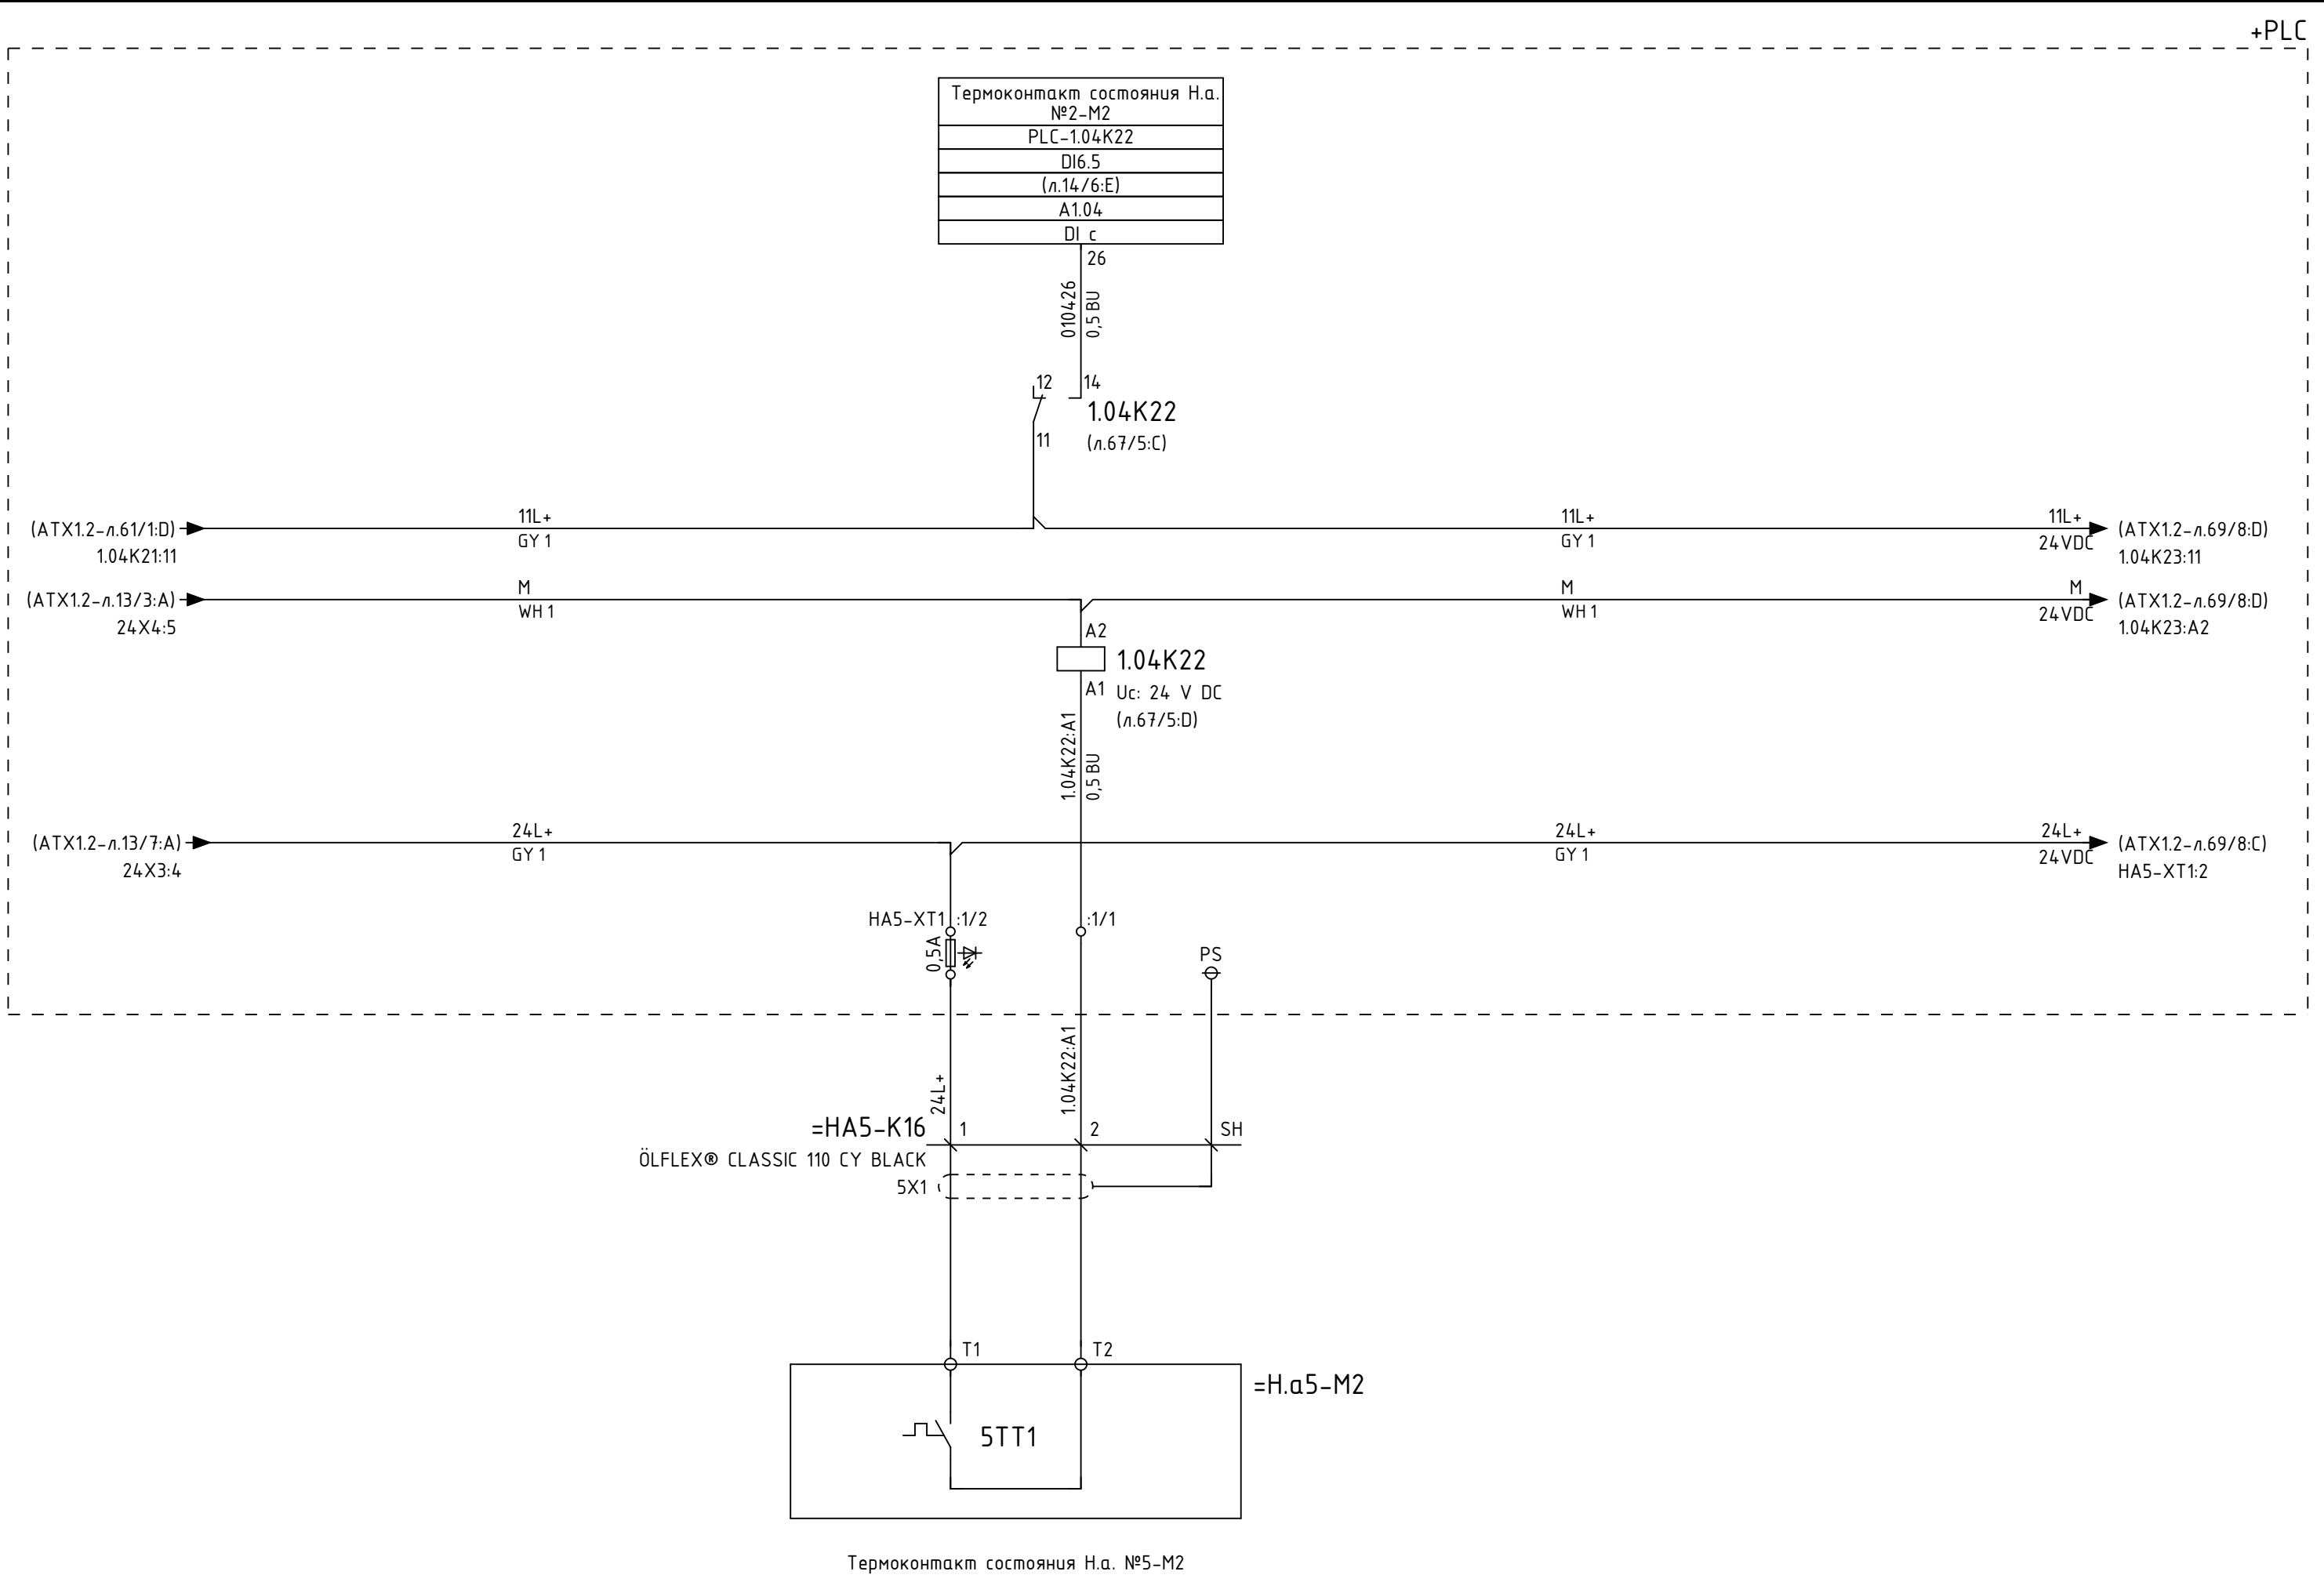 +PLC
Термоконтакт состояния Н.а.
№2-М2
PLC-1.04K22
DI6.5
(л.14/6:E)
A1.04
DI c
26
010426
0,5 BU
12
14
1.04K22
11
(л.67/5:C)
11L+
11L+
11L+
(ATX1.2-л.61/1:D)
GY 1
GY 1
24VDC
(ATX1.2-л.69/8:D)
1.04K21:11
1.04K23:11
M
M
M
(ATX1.2-л.13/3:A)
WH 1
WH 1
24VDC
(ATX1.2-л.69/8:D)
24X4:5
1.04K23:A2
A2
1.04K22
A1
Uc: 24 V DC
(л.67/5:D)
1.04K22:A1
0,5 BU
24L+
24L+
24L+
(ATX1.2-л.13/7:A)
GY 1
GY 1
24VDC
(ATX1.2-л.69/8:C)
24X3:4
HA5-XT1:2
HA5-XT1
:1/2
:1/1
0,5A
PS
24L+
1.04K22:A1
=HA5-K16
1
2
SH
ÖLFLEX® CLASSIC 110 CY BLACK
5X1
T1
T2
=H.a5-M2
5TT1
Термоконтакт состояния Н.а. №5-М2